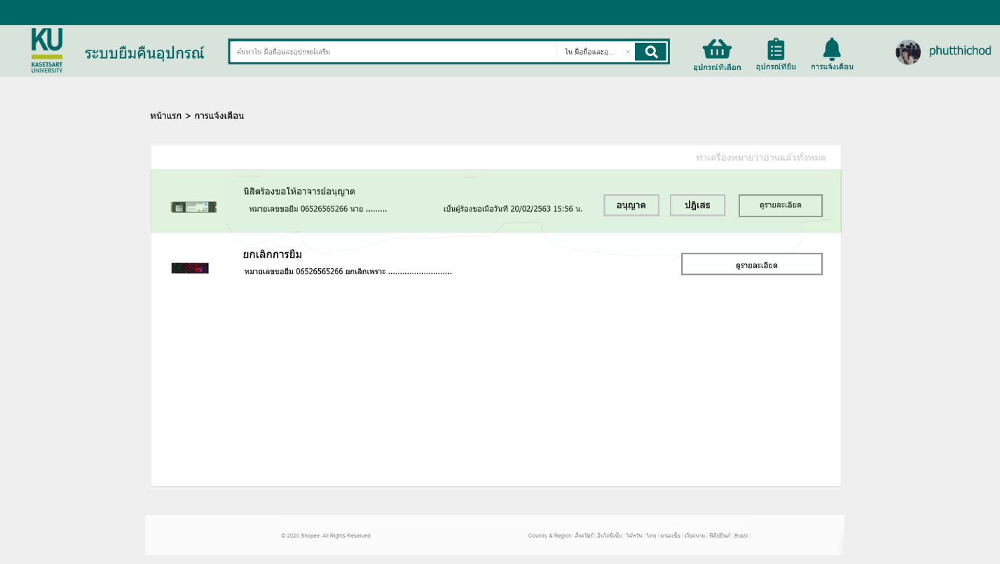 KU
KASETSART
UNIVERSITY
ระบบยืมคืนอุปกรณ์
ค้นหาใน มือถือและอุปกรณ์เสริม
ใน มือถือและอุ...
อุปกรณ์ที่เลือก
อุปกรณ์ที่ยืม
การแจ้งเตือน
phutthichod
หน้าแรก > การแจ้งเตือน
ทำเครื่องหมายว่าอ่านแล้วทั้งหมด
นิสิตร้องขอให้อาจารย์อนุญาต
หมายเลขขอยืม 06526565266 นาย .........
เป็นผู้ร้องขอเมื่อวันที่ 20/02/2563 15:56 น.
อนุญาต
ปฏิเสธ
ดูรายละเอียด
ยกเลิกการยืม
หมายเลขขอยืม 06526565266 ยกเลิกเพราะ ...........................
ดูรายละเอียด
© 2020 Shopee. All Rights Reserved
Country & Region: สิงคโปร์ | อินโดนีเซีย | ไต้หวัน | ไทย | มาเลเซีย | เวียดนาม | ฟิลิปปินส์ | Brazil |